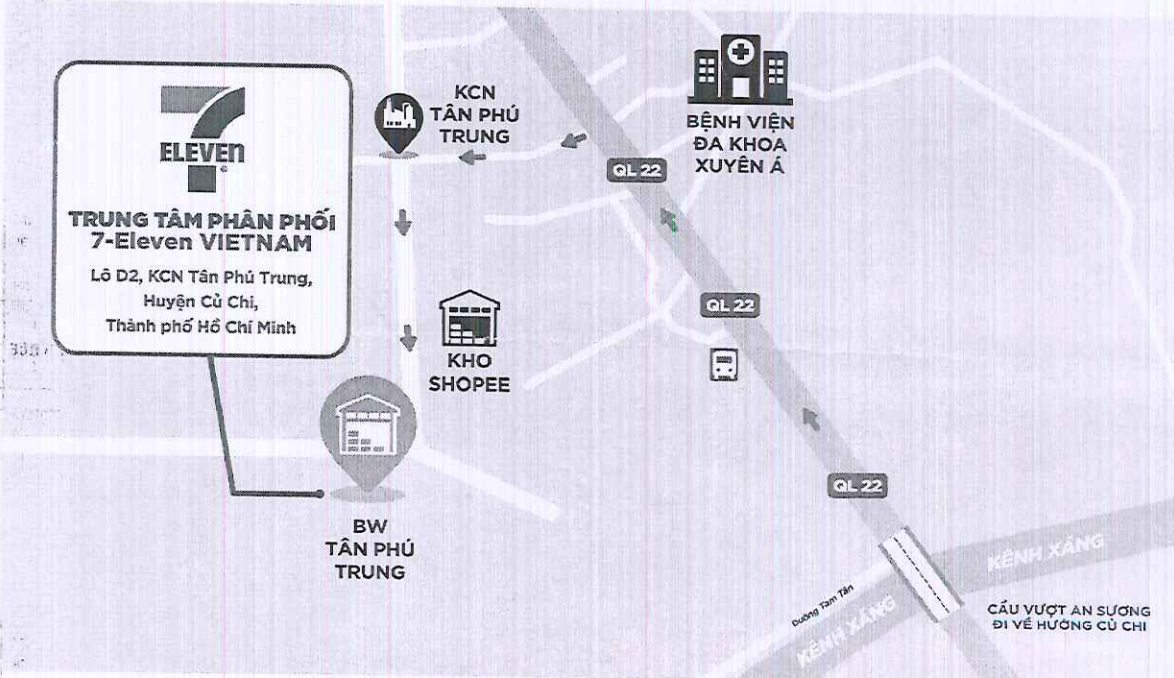 7
ELEVEn
®
TRUNG TÂM PHÂN PHỐI
7-Eleven VIETNAM
Lô D2, KCN Tân Phú Trung,
Huyện Củ Chi,
Thành phố Hồ Chí Minh
KCN
TÂN PHÚ
TRUNG
BỆNH VIỆN
ĐA KHOA
XUYÊN Á
QL 22
QL 22
KHO
SHOPEE
QL 22
BW
TÂN PHÚ
TRUNG
KÊNH XÁNG
Đường Tam Tân
KÊNH XÁNG
CẦU VƯỢT AN SƯƠNG
ĐI VỀ HƯỚNG CỦ CHI